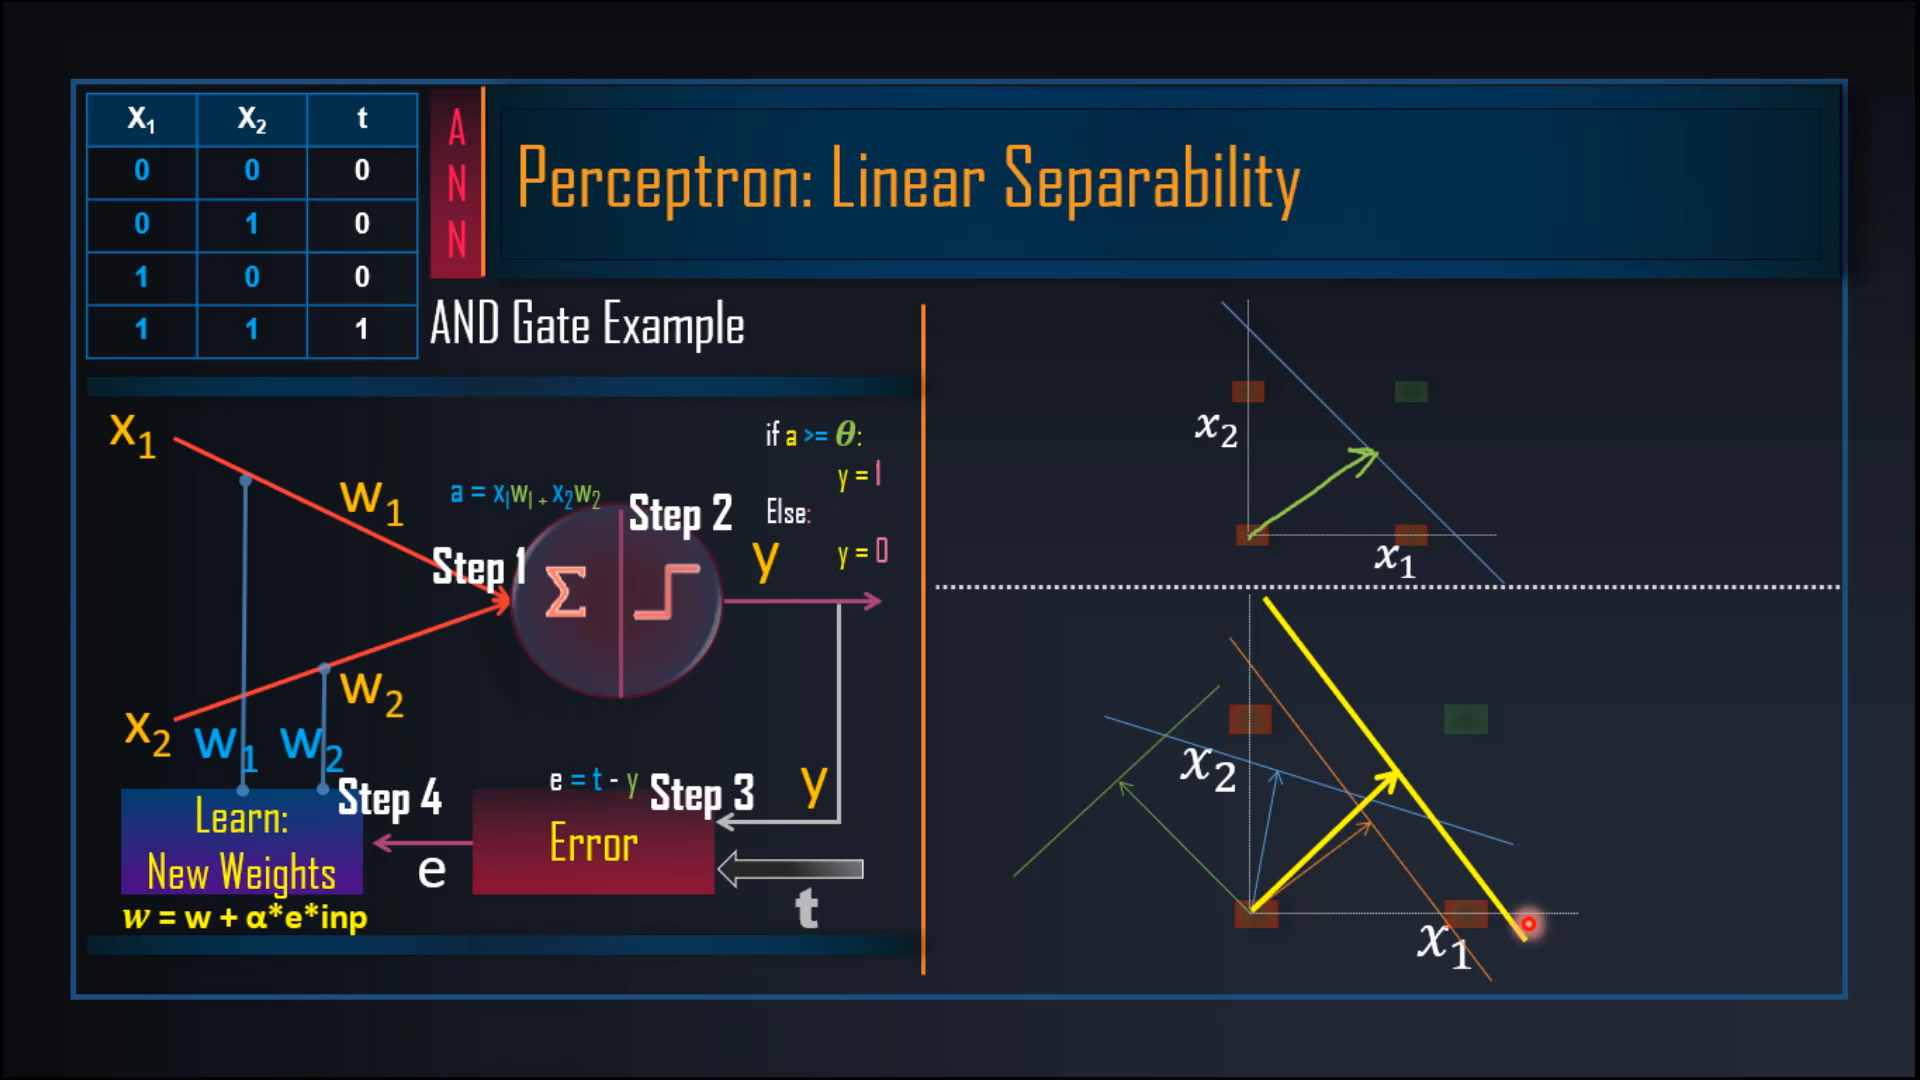 X₁ X₂ t
0 0 0
0 1 0
1 0 0
1 1 1
ANN
Perceptron: Linear Separability
AND Gate Example
x₁
w₁
a = x₁w₁ + x₂w₂
Step 1
Σ
Step 2
if a >= θ:
y = 1
Else:
y = 0
y
x₂
w₂
w₁ w₂
Learn:
New Weights
Step 4
w = w + α*e*inp
e
e = t - y
Step 3
Error
y
t
x₂
x₁
x₂
x₁